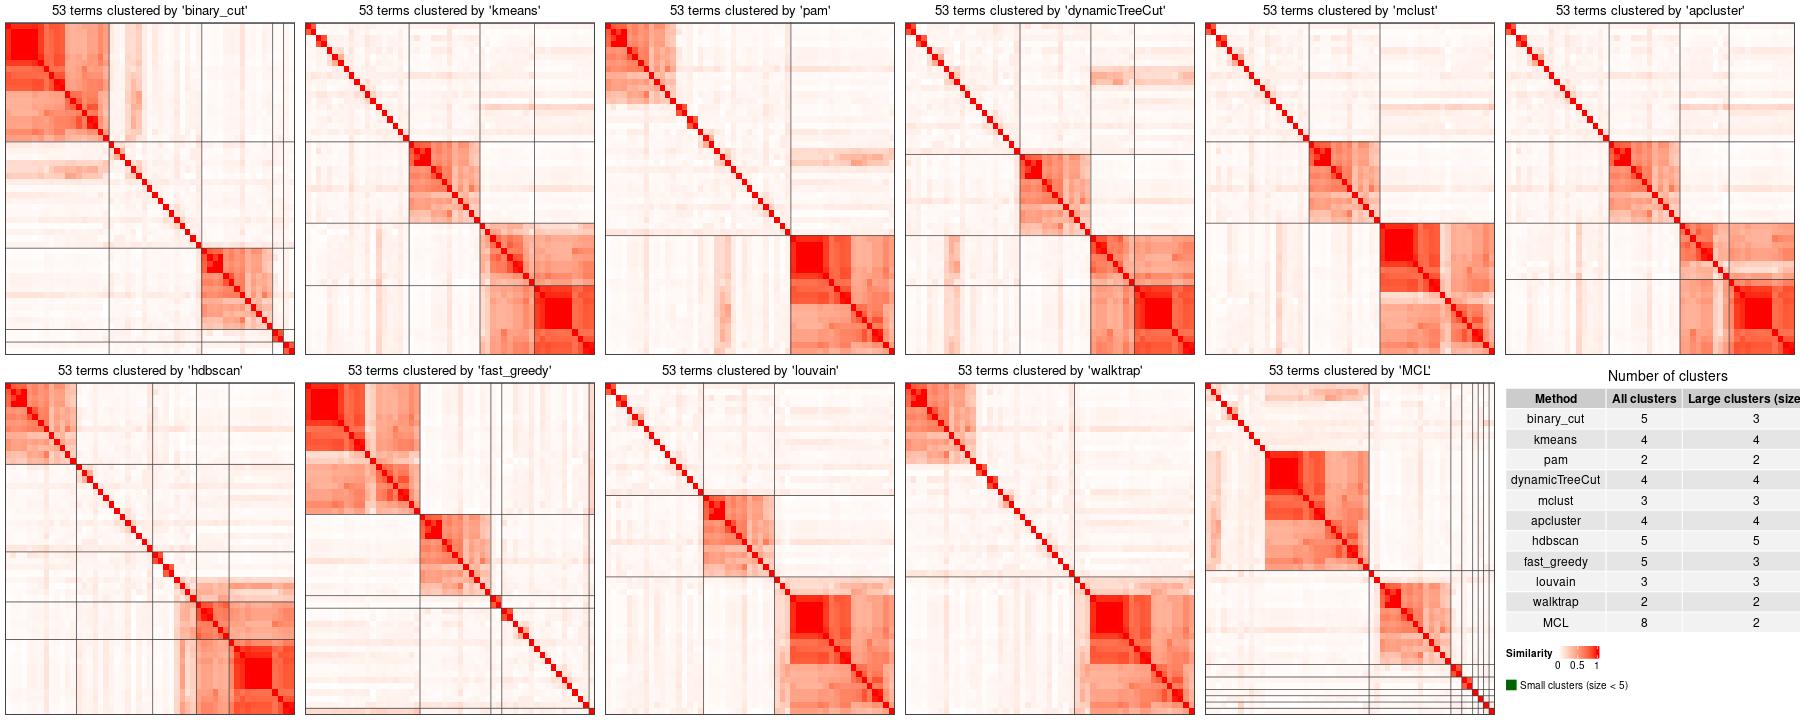 53 terms clustered by 'binary_cut'
53 terms clustered by 'kmeans'
53 terms clustered by 'pam'
53 terms clustered by 'dynamicTreeCut'
53 terms clustered by 'mclust'
53 terms clustered by 'apcluster'
53 terms clustered by 'hdbscan'
53 terms clustered by 'fast_greedy'
53 terms clustered by 'louvain'
53 terms clustered by 'walktrap'
53 terms clustered by 'MCL'
Number of clusters
Method All clusters Large clusters (size
binary_cut 5 3
kmeans 4 4
pam 2 2
dynamicTreeCut 4 4
mclust 3 3
apcluster 4 4
hdbscan 5 5
fast_greedy 5 3
louvain 3 3
walktrap 2 2
MCL 8 2
Similarity
0 0.5 1
Small clusters (size < 5)